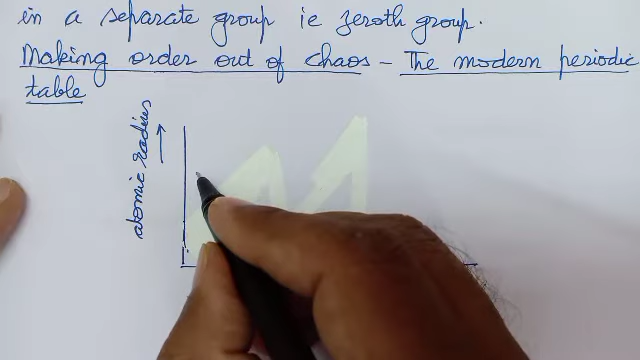 in a separate group ie zeroth group.
Making order out of chaos - The modern periodic
table
atomic radius →